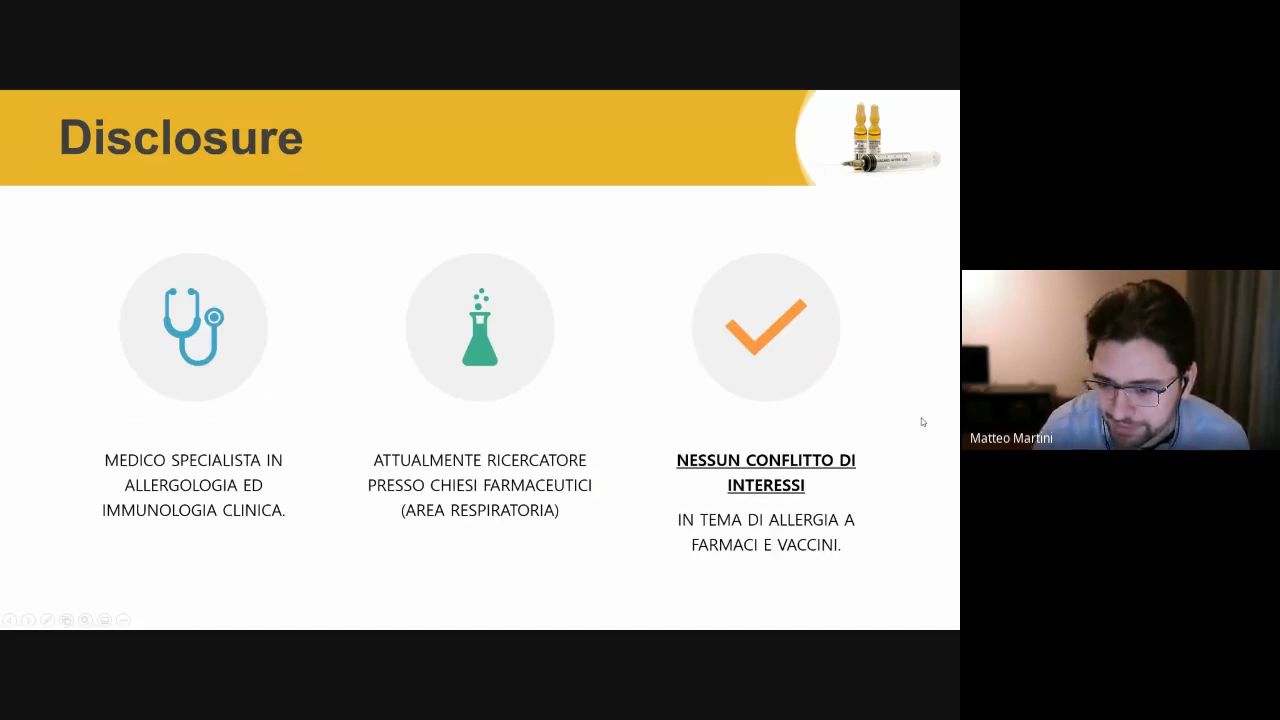 Disclosure
MEDICO SPECIALISTA IN
ALLERGOLOGIA ED
IMMUNOLOGIA CLINICA.
ATTUALMENTE RICERCATORE
PRESSO CHIESI FARMACEUTICI
(AREA RESPIRATORIA)
NESSUN CONFLITTO DI
INTERESSI
IN TEMA DI ALLERGIA A
FARMACI E VACCINI.
Matteo Martini